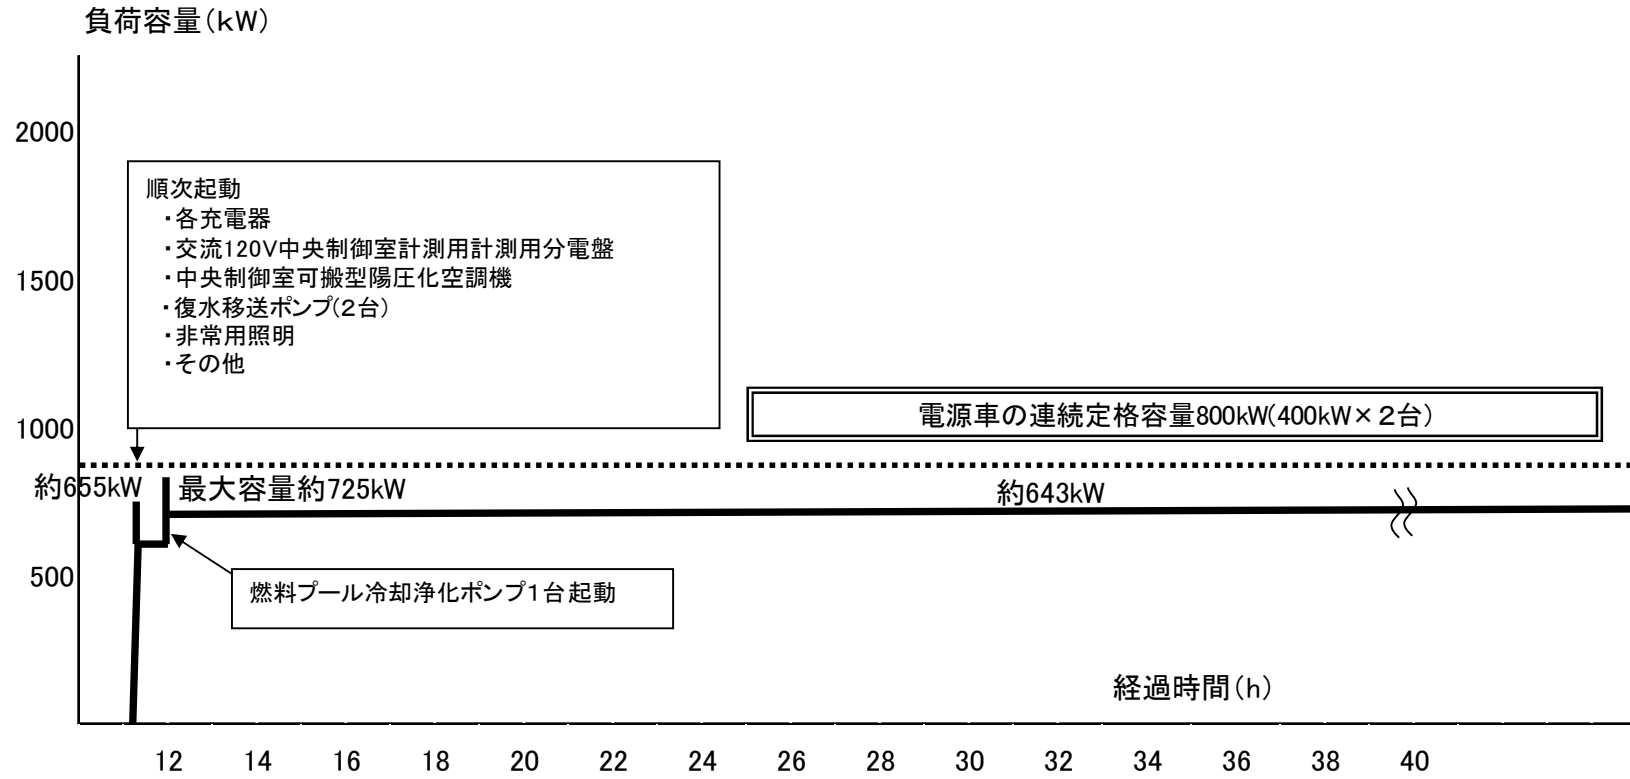 負荷容量(kW)
2000
順次起動
・各充電器
・交流120V中央制御室計測用計測用分電盤
・中央制御室可搬型陽圧化空調機
・復水移送ポンプ(2台)
・非常用照明
・その他
1500
1000
電源車の連続定格容量800kW(400kW×2台)
約655kW
最大容量約725kW
約643kW
500
燃料プール冷却浄化ポンプ1台起動
経過時間(h)
12 14 16 18 20 22 24 26 28 30 32 34 36 38 40